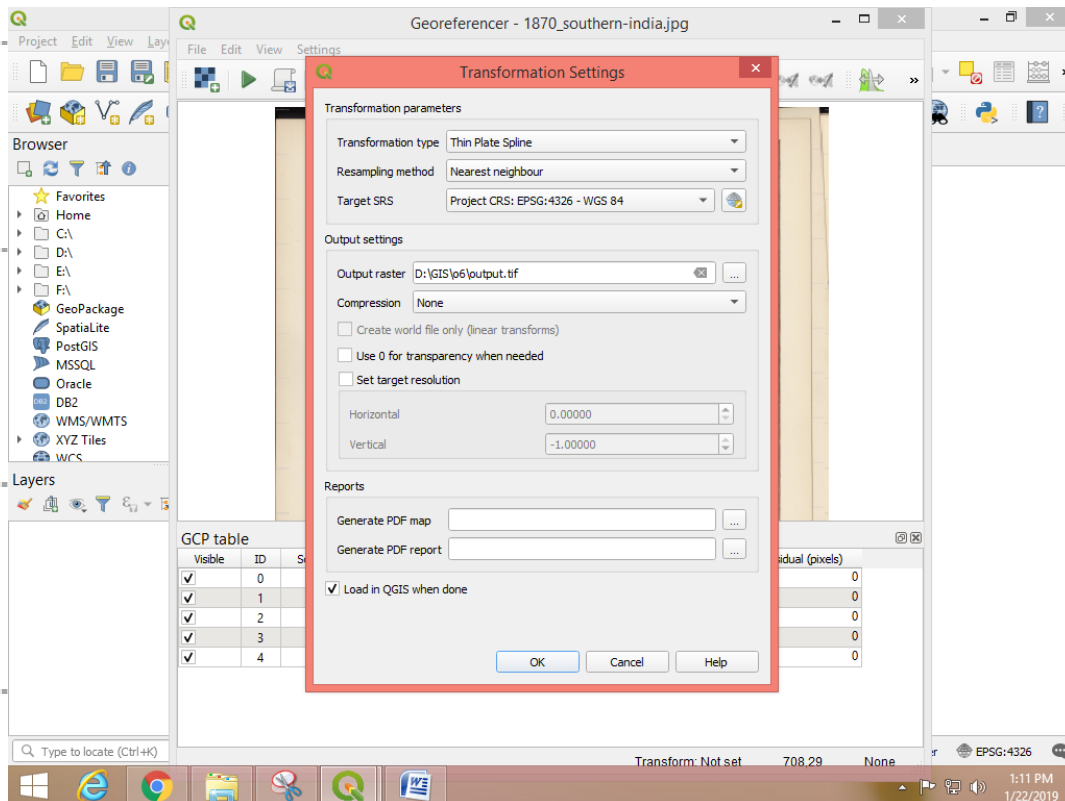 Georeferencer - 1870_southern-india.jpg
Project Edit View Lay
File Edit View Settings
Transformation Settings
Transformation parameters
Transformation type Thin Plate Spline
Resampling method Nearest neighbour
Target SRS Project CRS: EPSG:4326 - WGS 84
Output settings
Output raster D:\GIS\o6\output.tif ...
Compression None
Create world file only (linear transforms)
Use 0 for transparency when needed
Set target resolution
Horizontal 0.00000
Vertical -1.00000
Reports
Generate PDF map ...
Generate PDF report ...
Load in QGIS when done
OK Cancel Help
Browser
Favorites
Home
C:\
D:\
E:\
F:\
GeoPackage
SpatiaLite
PostGIS
MSSQL
Oracle
DB2 DB2
WMS/WMTS
XYZ Tiles
WCS
Layers
GCP table
Visible ID So idual (pixels)
0 0
1 0
2 0
3 0
4 0
Transform: Not set 708,29 None
Type to locate (Ctrl+K) er EPSG:4326
1:11 PM
1/22/2019